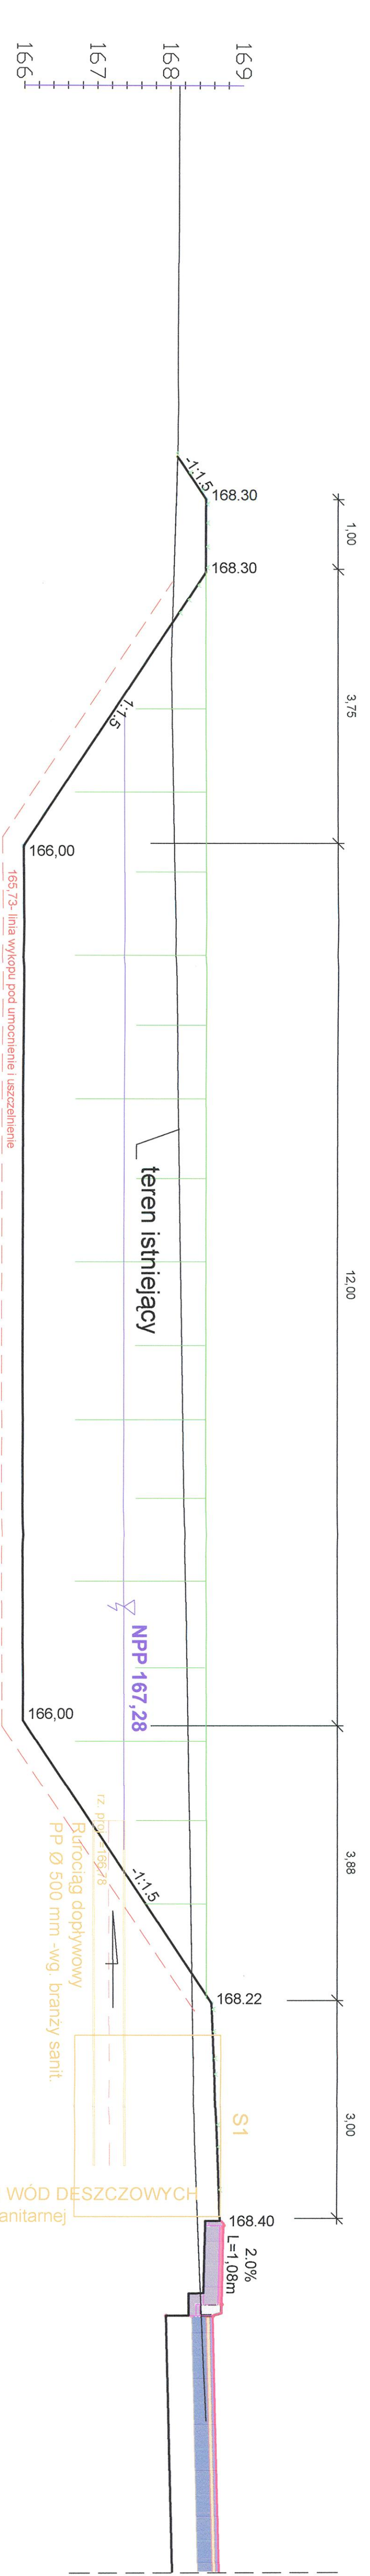 166
167
168
169
-1:1.5
168.30
1,00
168.30
3,75
1:1.5
166,00
165,73- linia wykopu pod umocnienie i uszczelnienie
teren istniejący
12,00
NPP 167,28
166,00
3,88
-1:1.5
Rurociąg dopływowy
PP Ø 500 mm -wg. branży sanit.
168.22
3,00
S1
WÓD DESZCZOWYCH
anitarnej
168.40
2.0%
L=1,08m